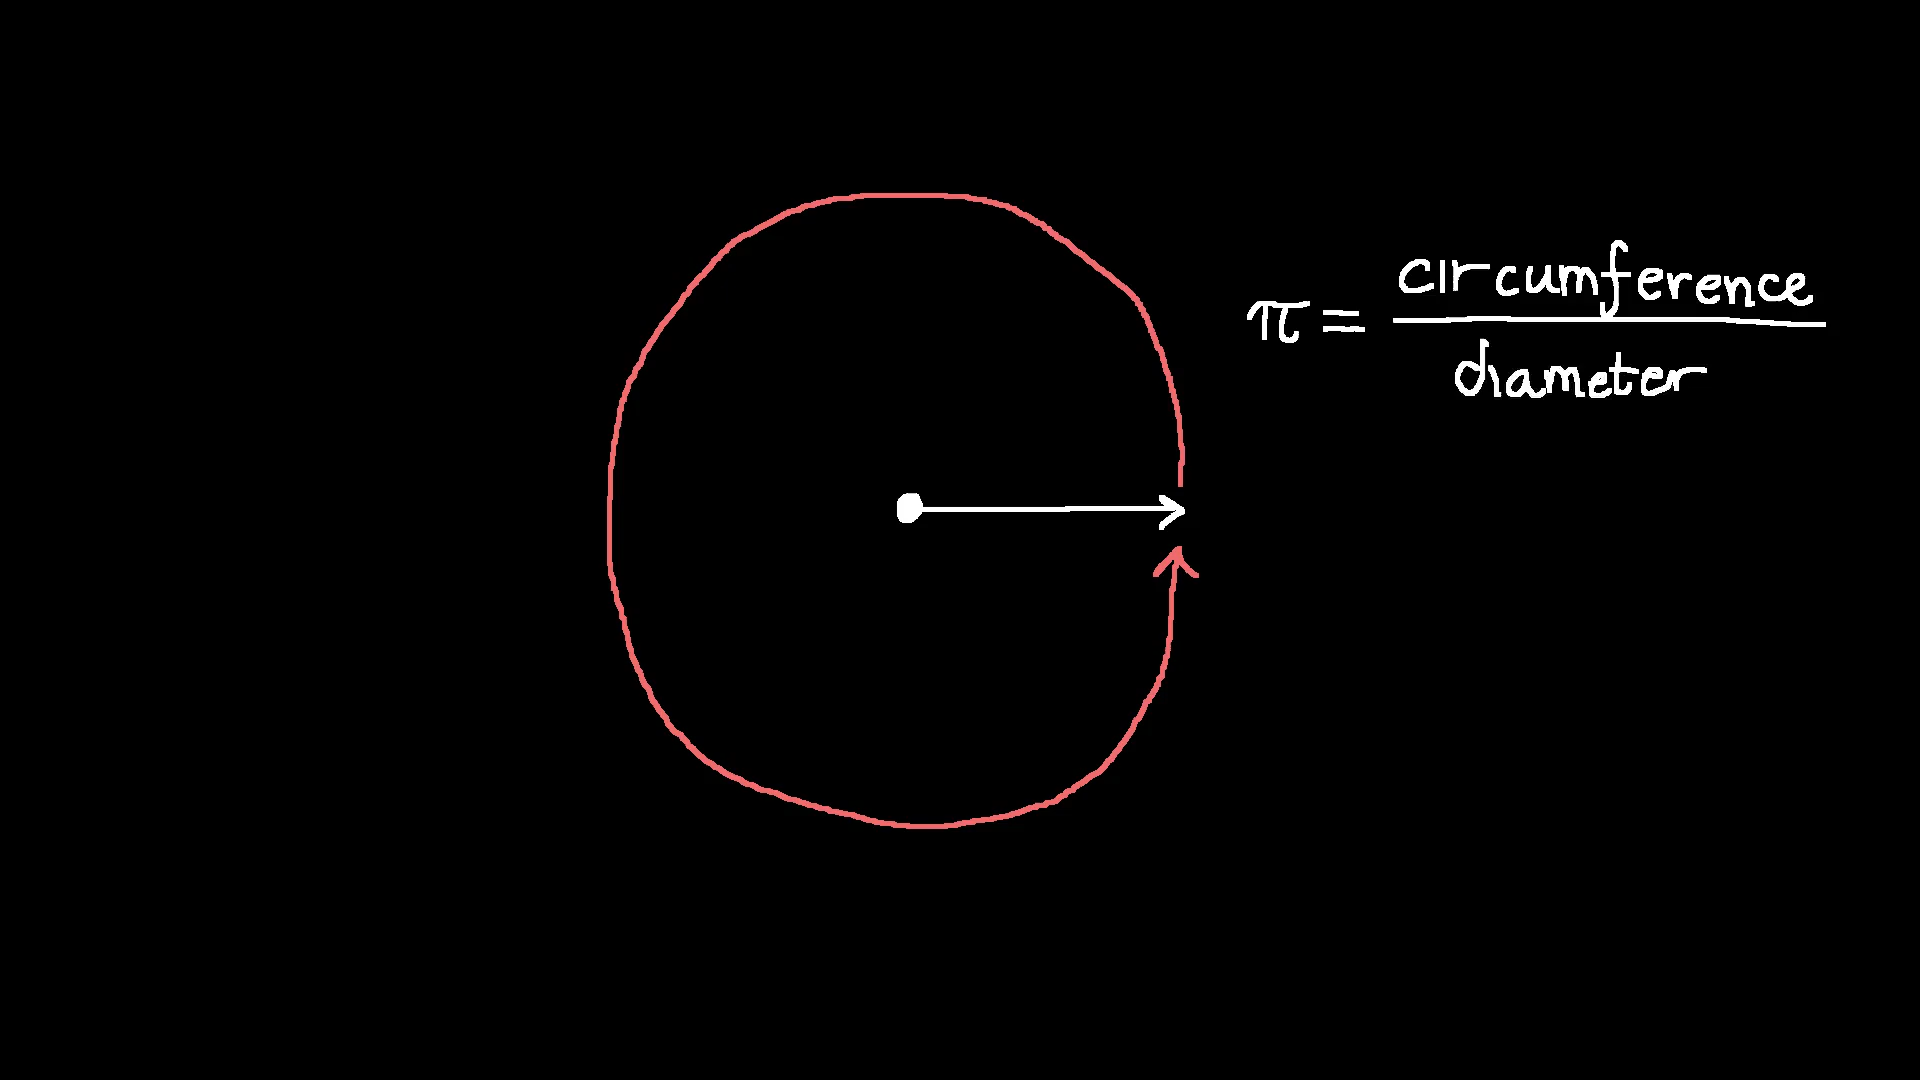 π = circumference
diameter